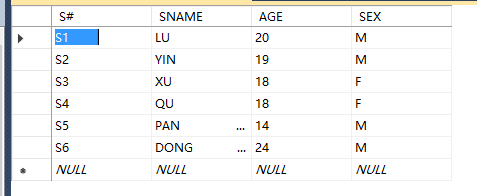 S# SNAME AGE SEX
S1 LU 20 M
S2 YIN 19 M
S3 XU 18 F
S4 QU 18 F
S5 PAN ... 14 M
S6 DONG ... 24 M
NULL NULL NULL NULL